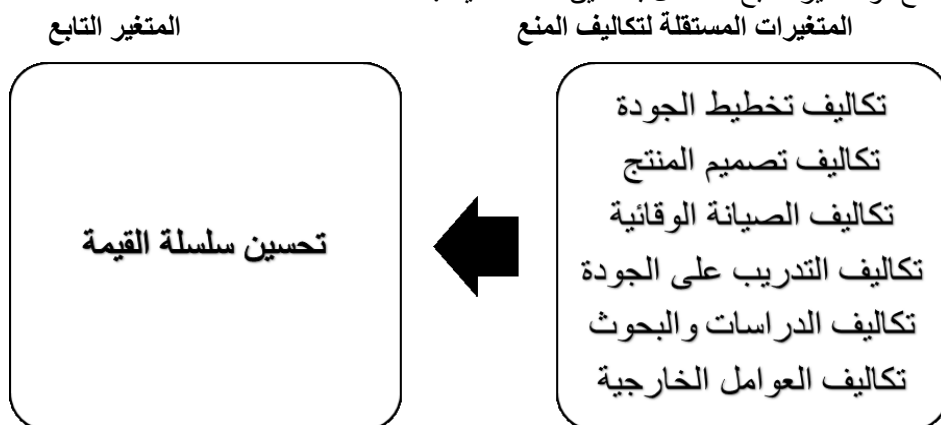 المتغيرات المستقلة لتكاليف المنع
المتغير التابع
تكاليف تخطيط الجودة
تكاليف تصميم المنتج
تكاليف الصيانة الوقائية
تكاليف التدريب على الجودة
تكاليف الدراسات والبحوث
تكاليف العوامل الخارجية
تحسين سلسلة القيمة